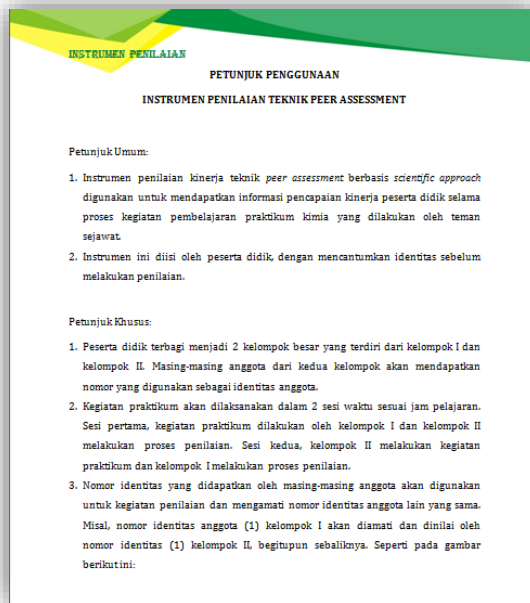 INSTRUMEN PENILAIAN
PETUNJUK PENGGUNAAN
INSTRUMEN PENILAIAN TEKNIK PEER ASSESSMENT
Petunjuk Umum:
1. Instrumen penilaian kinerja teknik peer assessment berbasis scientific approach
digunakan untuk mendapatkan informasi pencapaian kinerja peserta didik selama
proses kegiatan pembelajaran praktikum kimia yang dilakukan oleh teman
sejawat.
2. Instrumen ini diisi oleh peserta didik, dengan mencantumkan identitas sebelum
melakukan penilaian.
Petunjuk Khusus:
1. Peserta didik terbagi menjadi 2 kelompok besar yang terdiri dari kelompok I dan
kelompok II. Masing-masing anggota dari kedua kelompok akan mendapatkan
nomor yang digunakan sebagai identitas anggota.
2. Kegiatan praktikum akan dilaksanakan dalam 2 sesi waktu sesuai jam pelajaran.
Sesi pertama, kegiatan praktikum dilakukan oleh kelompok I dan kelompok II
melakukan proses penilaian. Sesi kedua, kelompok II melakukan kegiatan
praktikum dan kelompok I melakukan proses penilaian.
3. Nomor identitas yang didapatkan oleh masing-masing anggota akan digunakan
untuk kegiatan penilaian dan mengamati nomor identitas anggota lain yang sama.
Misal, nomor identitas anggota (1) kelompok I akan diamati dan dinilai oleh
nomor identitas (1) kelompok II, begitupun sebaliknya. Seperti pada gambar
berikut ini: